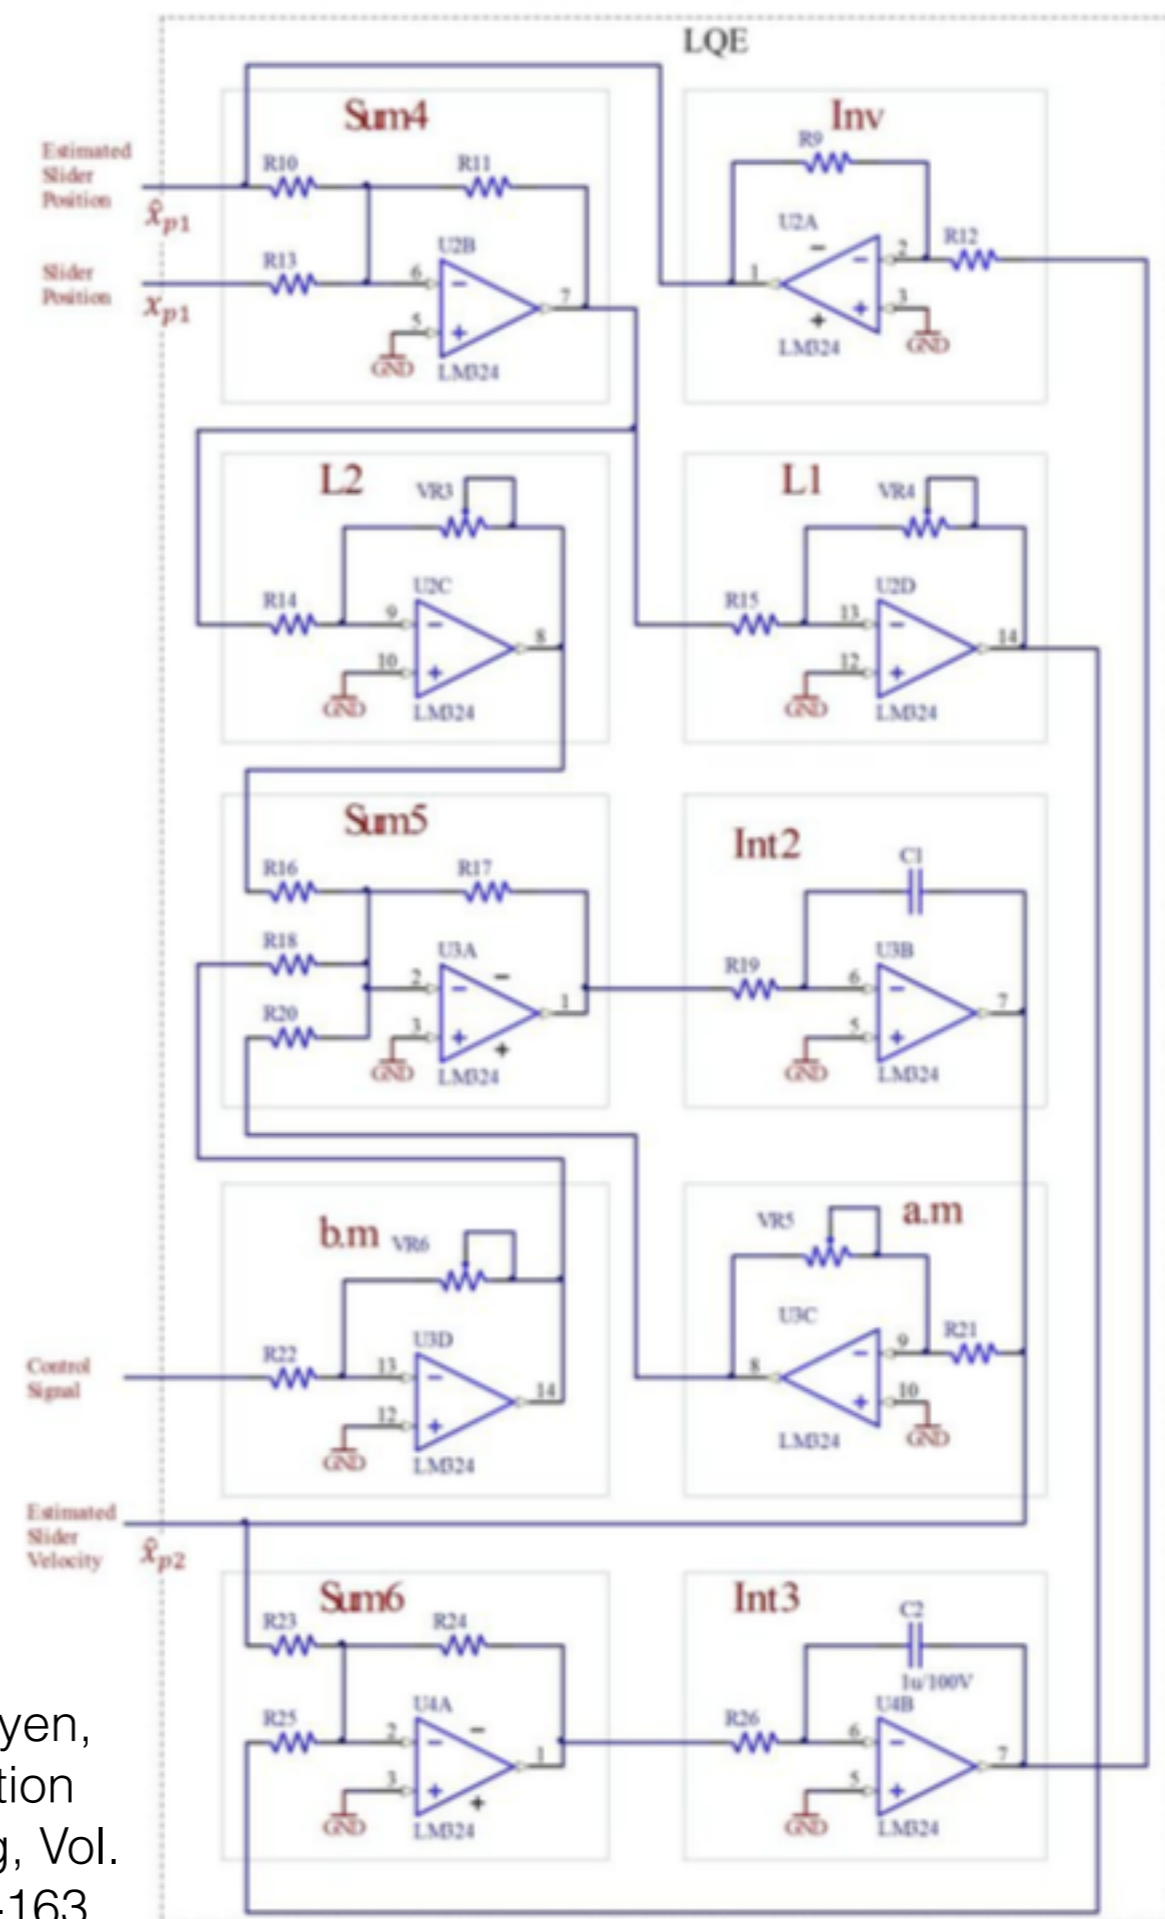 LQE
Sum4
Inv
Estimated
Slider
Position
x̂p1
Slider
Position
xp1
R10
R11
R13
U2B
6
5
7
GND
LM324
R9
U2A
R12
2
3
1
GND
LM324
L2
VR3
R14
U2C
9
10
8
GND
LM324
L1
VR4
R15
U2D
13
12
14
GND
LM324
Sum5
R16
R17
R18
R20
U3A
2
3
1
GND
LM324
Int2
C1
R19
U3B
6
5
7
GND
LM324
b.m
VR6
Control
Signal
R22
U3D
13
12
14
GND
LM324
a.m
VR5
U3C
R21
9
10
8
GND
LM324
Estimated
Slider
Velocity
x̂p2
Sum6
R23
R24
R25
U4A
2
3
1
GND
LM324
Int3
C2
1u/100V
R26
U4B
6
5
7
GND
LM324
yen,
tion
g, Vol.
-163